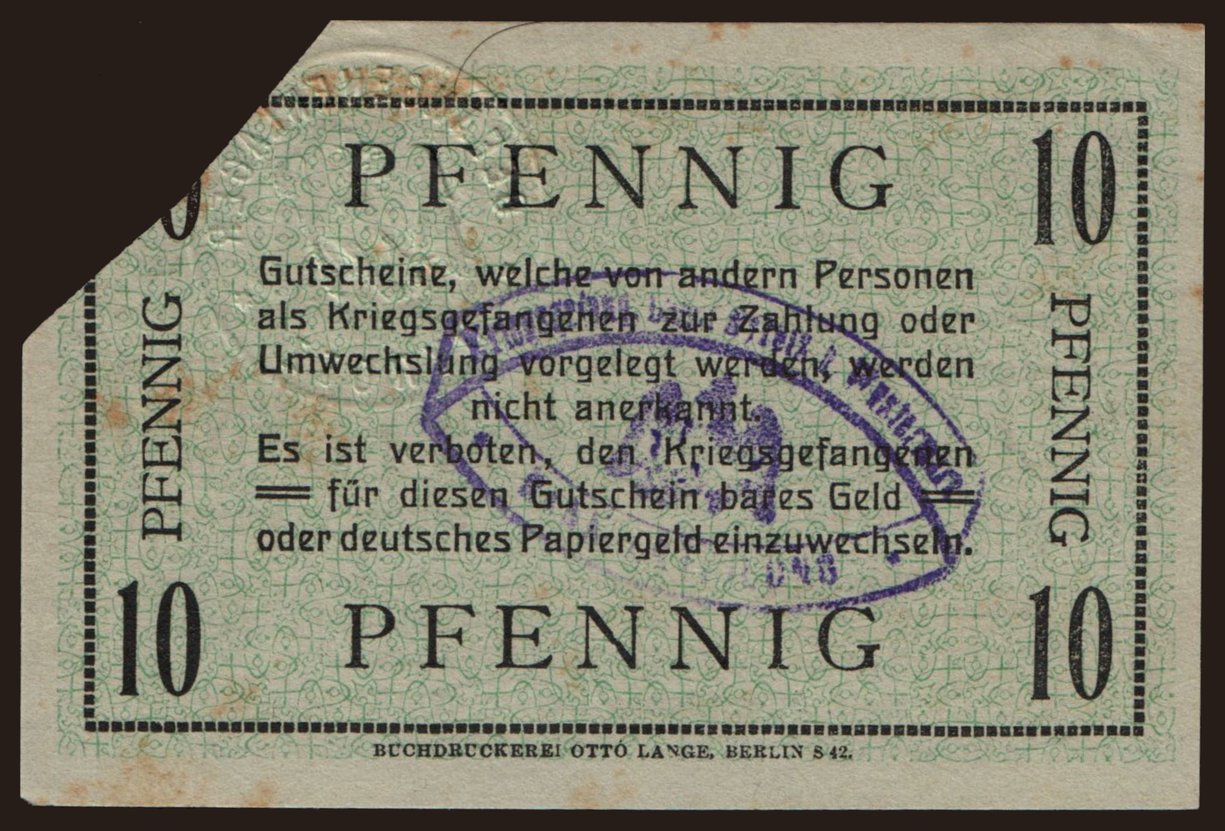 PFENNIG
10
PFENNIG
Gutscheine, welche von andern Personen
als Kriegsgefangenen zur Zahlung oder
Umwechslung vorgelegt werden, werden
nicht anerkannt.
Es ist verboten, den Kriegsgefangenen
für diesen Gutschein bares Geld
oder deutsches Papiergeld einzuwechseln.
PFENNIG
10
PFENNIG
10
BUCHDRUCKEREI OTTO LANGE, BERLIN S 42.